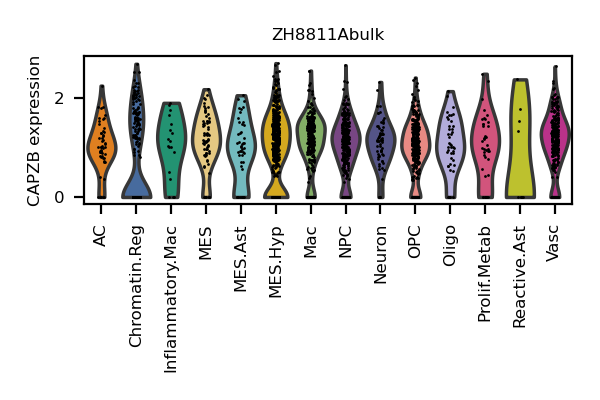 ZH8811Abulk
CAPZB expression
2
0
AC
Chromatin.Reg
Inflammatory.Mac
MES
MES.Ast
MES.Hyp
Mac
NPC
Neuron
OPC
Oligo
Prolif.Metab
Reactive.Ast
Vasc